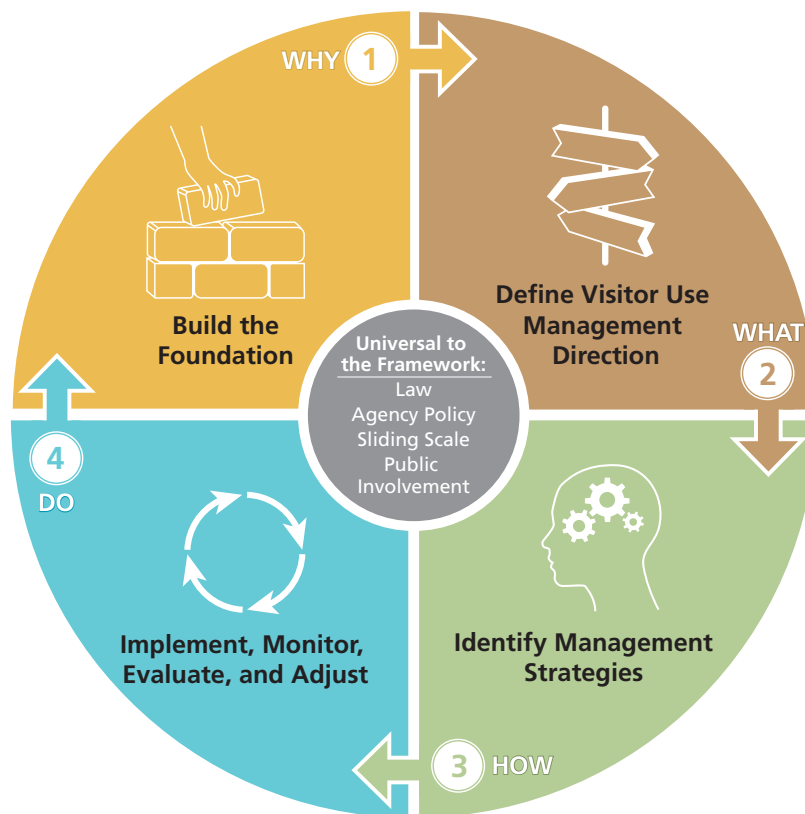 WHY 1
Build the
Foundation
Define Visitor Use
Management
Direction
WHAT
2
Universal to
the Framework:
Law
Agency Policy
Sliding Scale
Public
Involvement
Identify Management
Strategies
3 HOW
Implement, Monitor,
Evaluate, and Adjust
4
DO